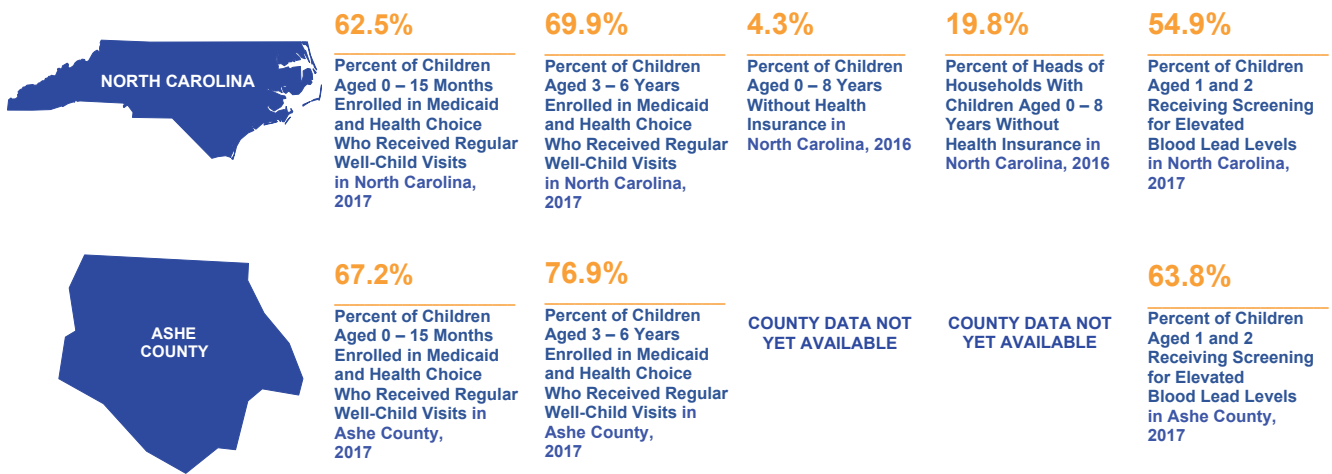 NORTH CAROLINA
62.5%
Percent of Children
Aged 0 – 15 Months
Enrolled in Medicaid
and Health Choice
Who Received Regular
Well-Child Visits
in North Carolina,
2017
69.9%
Percent of Children
Aged 3 – 6 Years
Enrolled in Medicaid
and Health Choice
Who Received Regular
Well-Child Visits
in North Carolina,
2017
4.3%
Percent of Children
Aged 0 – 8 Years
Without Health
Insurance in
North Carolina, 2016
19.8%
Percent of Heads of
Households With
Children Aged 0 – 8
Years Without
Health Insurance in
North Carolina, 2016
54.9%
Percent of Children
Aged 1 and 2
Receiving Screening
for Elevated
Blood Lead Levels
in North Carolina,
2017
ASHE
COUNTY
67.2%
Percent of Children
Aged 0 – 15 Months
Enrolled in Medicaid
and Health Choice
Who Received Regular
Well-Child Visits in
Ashe County,
2017
76.9%
Percent of Children
Aged 3 – 6 Years
Enrolled in Medicaid
and Health Choice
Who Received Regular
Well-Child Visits in
Ashe County,
2017
COUNTY DATA NOT
YET AVAILABLE
COUNTY DATA NOT
YET AVAILABLE
63.8%
Percent of Children
Aged 1 and 2
Receiving Screening
for Elevated
Blood Lead Levels
in Ashe County,
2017